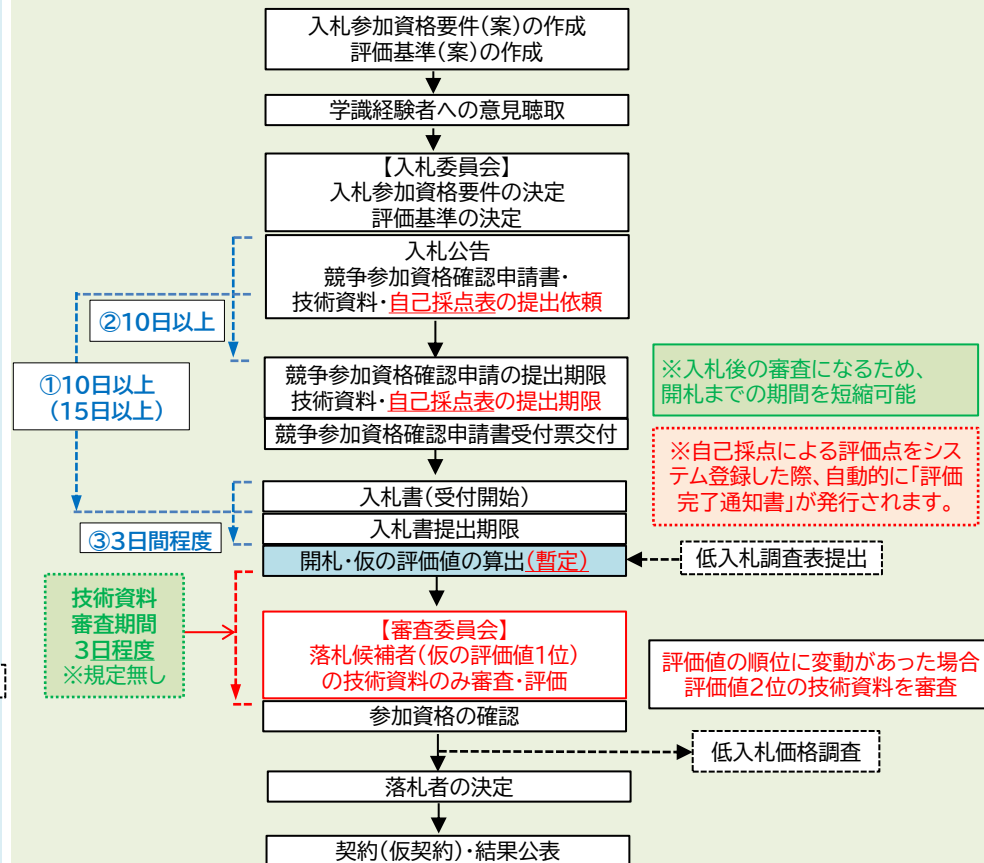 入札参加資格要件(案)の作成
評価基準(案)の作成
学識経験者への意見聴取
【入札委員会】
入札参加資格要件の決定
評価基準の決定
入札公告
競争参加資格確認申請書・
技術資料・自己採点表の提出依頼
②10日以上
①10日以上
(15日以上)
競争参加資格確認申請の提出期限
技術資料・自己採点表の提出期限
競争参加資格確認申請書受付票交付
※入札後の審査になるため、
開札までの期間を短縮可能
※自己採点による評価点をシス
テム登録した際、自動的に「評価
完了通知書」が発行されます。
入札書(受付開始)
入札書提出期限
③3日間程度
開札・仮の評価値の算出(暫定)
低入札調査表提出
技術資料
審査期間
3日程度
※規定無し
【審査委員会】
落札候補者(仮の評価値1位)
の技術資料のみ審査・評価
評価値の順位に変動があった場合
評価値2位の技術資料を審査
参加資格の確認
低入札価格調査
落札者の決定
契約(仮契約)・結果公表